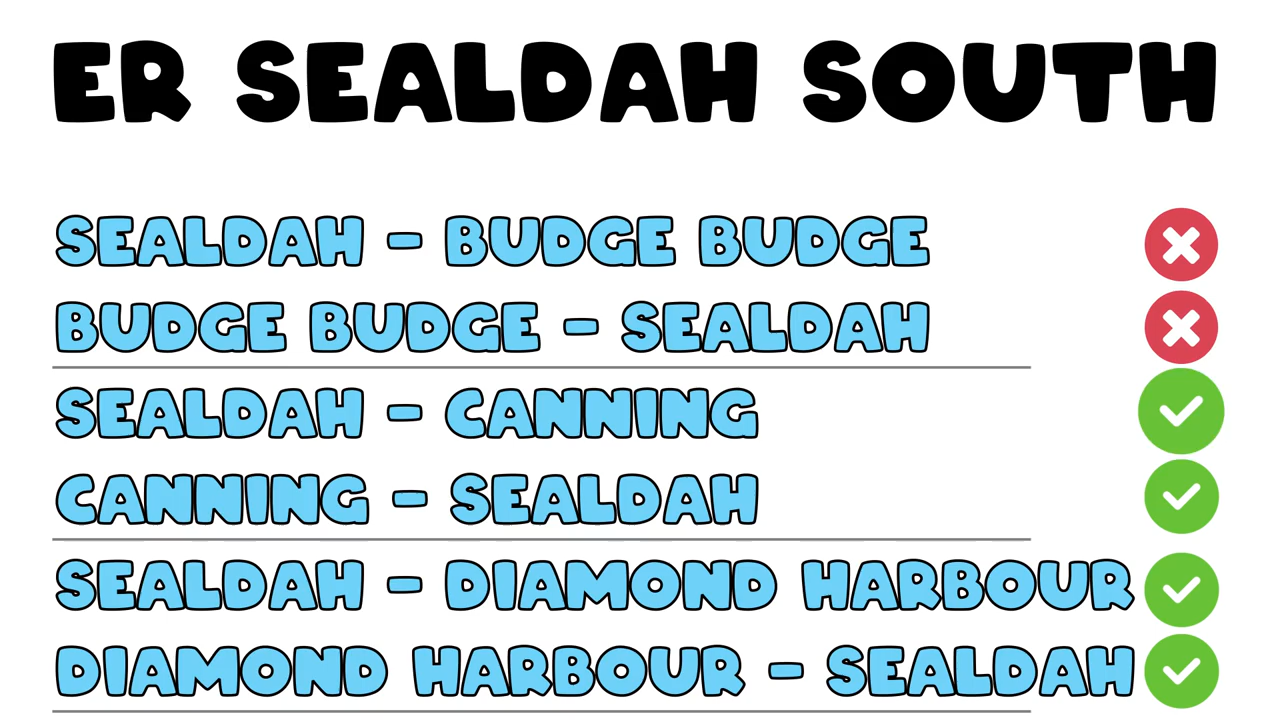 ER SEALDAH SOUTH
SEALDAH - BUDGE BUDGE
BUDGE BUDGE - SEALDAH
SEALDAH - CANNING
CANNING - SEALDAH
SEALDAH - DIAMOND HARBOUR
DIAMOND HARBOUR - SEALDAH